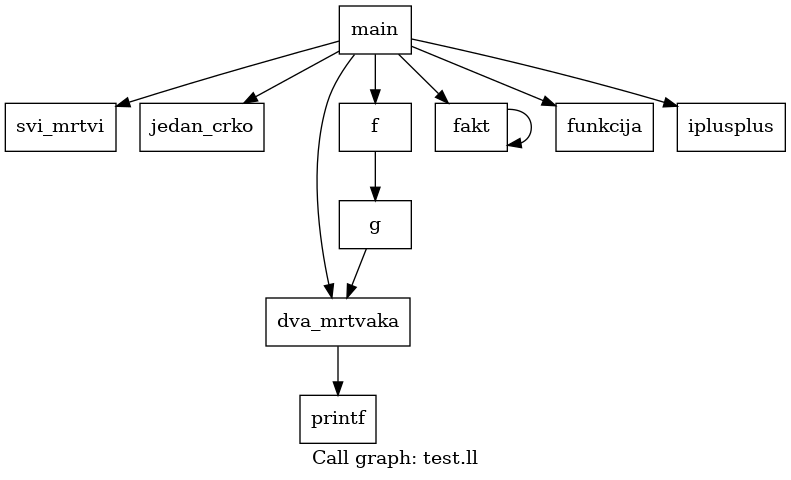 main
svi_mrtvi
jedan_crko
f
fakt
funkcija
iplusplus
g
dva_mrtvaka
printf
Call graph: test.ll